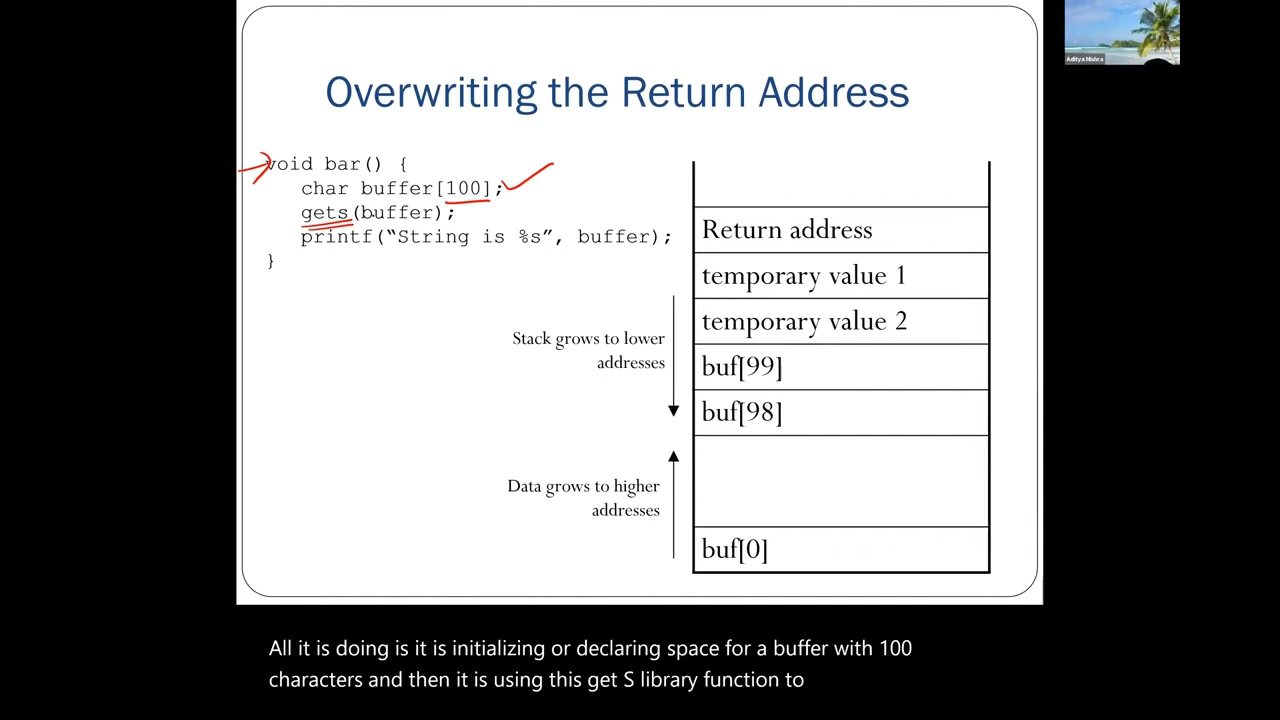 Aditya Mishra
Overwriting the Return Address
void bar() {
char buffer[100];
gets(buffer);
printf(“String is %s”, buffer);
}
Return address
temporary value 1
temporary value 2
buf[99]
buf[98]
buf[0]
Stack grows to lower
addresses
Data grows to higher
addresses
All it is doing is it is initializing or declaring space for a buffer with 100
characters and then it is using this get S library function to